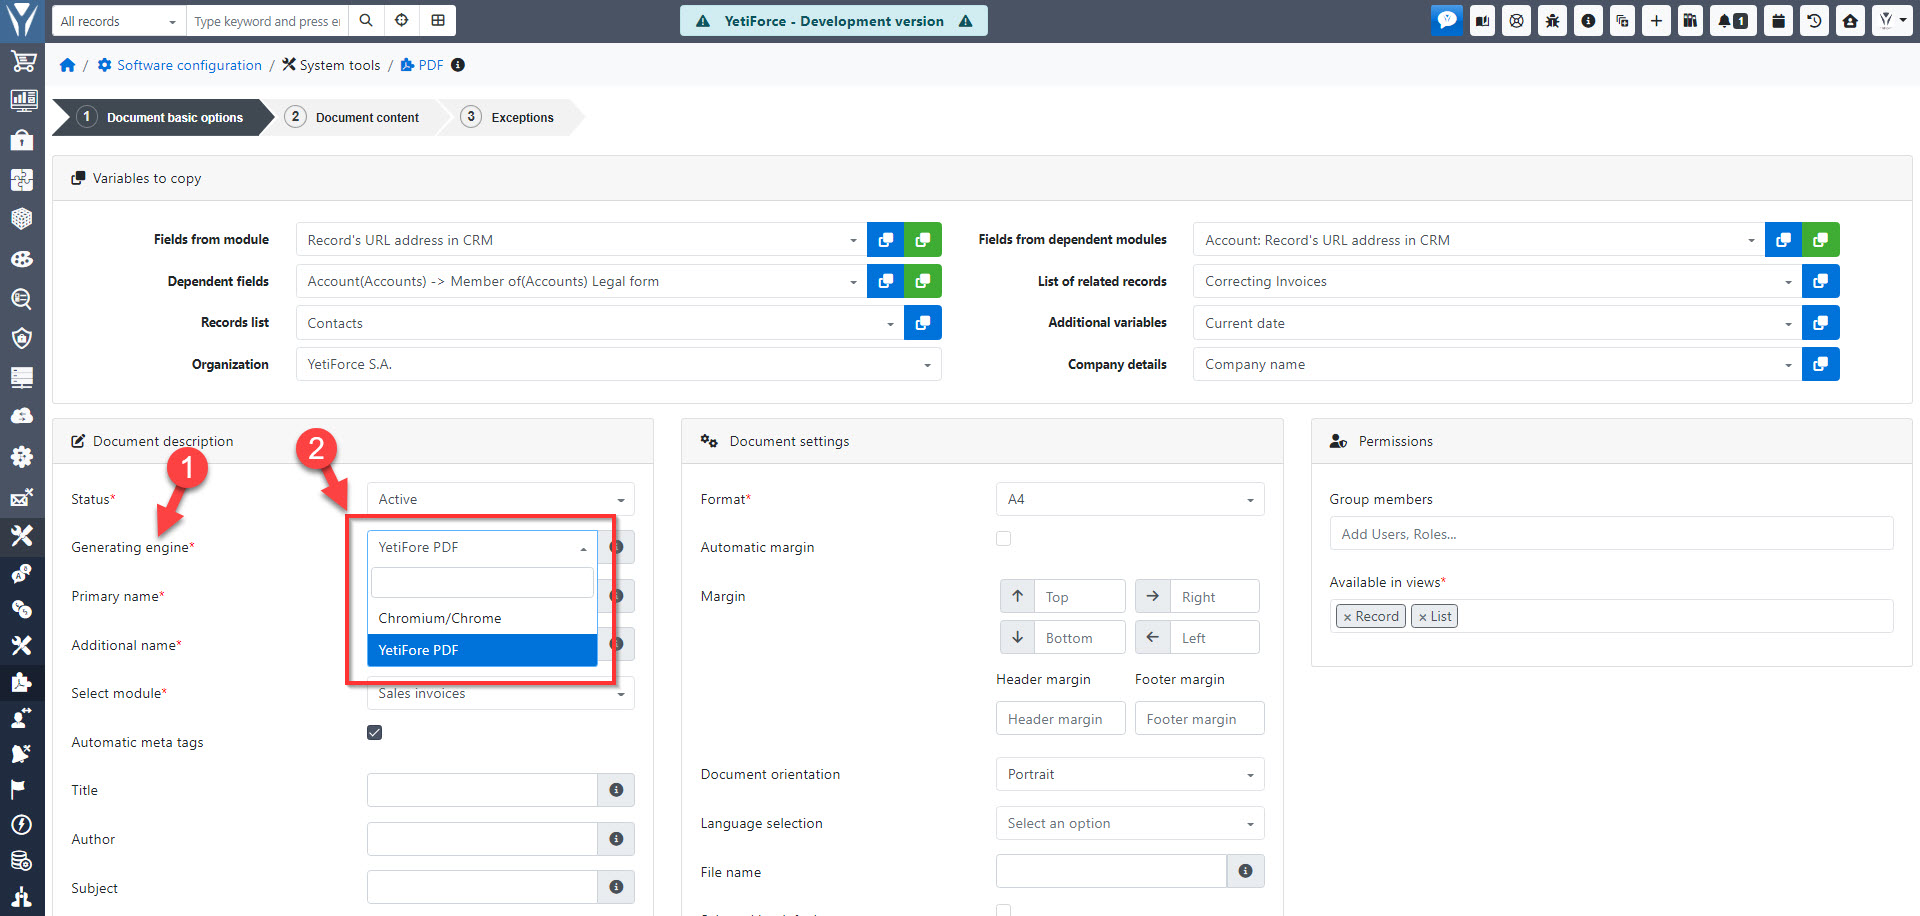 All records
Type keyword and press er
YetiForce - Development version
1
/ Software configuration / System tools / PDF
1 Document basic options
2 Document content
3 Exceptions
Variables to copy
Fields from module
Record's URL address in CRM
Fields from dependent modules
Account: Record's URL address in CRM
Dependent fields
Account(Accounts) -> Member of(Accounts) Legal form
List of related records
Correcting Invoices
Records list
Contacts
Additional variables
Current date
Organization
YetiForce S.A.
Company details
Company name
Document description
1
2
Status*
Active
Generating engine*
YetiFore PDF
Chromium/Chrome
YetiFore PDF
Primary name*
Additional name*
Select module*
Sales invoices
Automatic meta tags
Title
Author
Subject
Document settings
Format*
A4
Automatic margin
Margin
Top
Right
Bottom
Left
Header margin
Footer margin
Header margin
Footer margin
Document orientation
Portrait
Language selection
Select an option
File name
Permissions
Group members
Add Users, Roles...
Available in views*
× Record
× List